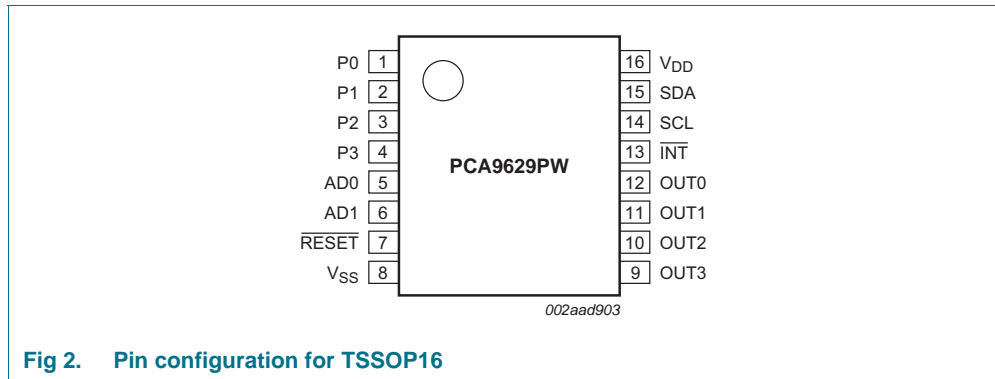 P0 1
P1 2
P2 3
P3 4
AD0 5
AD1 6
RESET 7
VSS 8
PCA9629PW
16 VDD
15 SDA
14 SCL
13 INT
12 OUT0
11 OUT1
10 OUT2
9 OUT3
002aad903
Fig 2. Pin configuration for TSSOP16